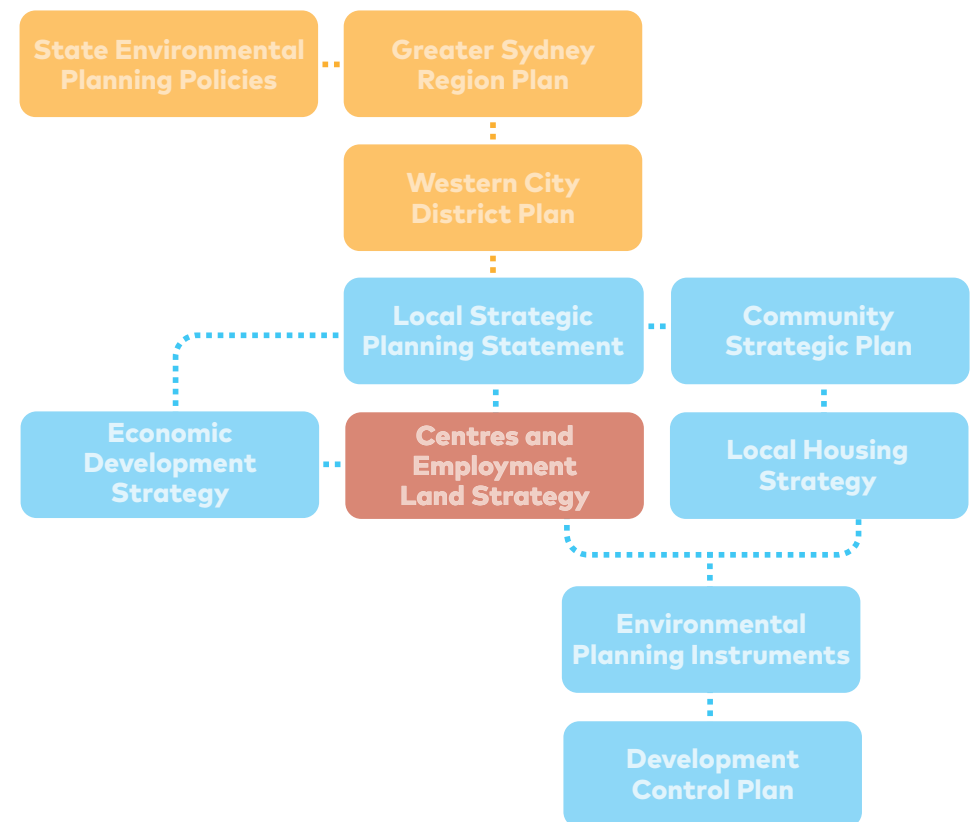 State Environmental
Planning Policies
Greater Sydney
Region Plan
Western City
District Plan
Local Strategic
Planning Statement
Community
Strategic Plan
Economic
Development
Strategy
Centres and
Employment
Land Strategy
Local Housing
Strategy
Environmental
Planning Instruments
Development
Control Plan